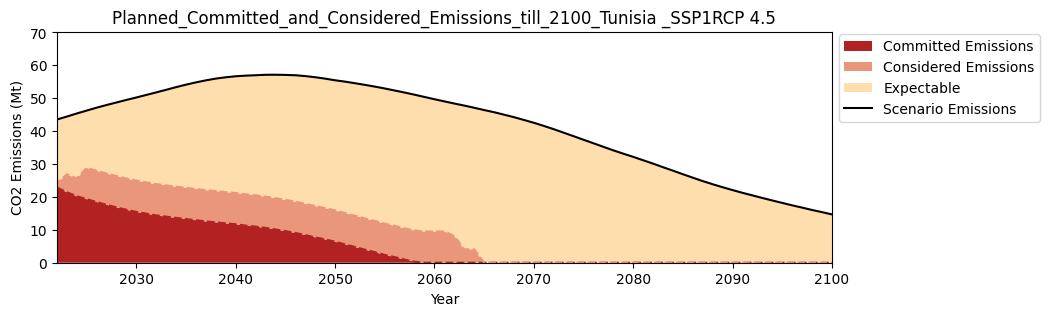 Planned_Committed_and_Considered_Emissions_till_2100_Tunisia _SSP1RCP 4.5
CO2 Emissions (Mt)
70
60
50
40
30
20
10
0
2030 2040 2050 2060 2070 2080 2090 2100
Year
Committed Emissions
Considered Emissions
Expectable
Scenario Emissions